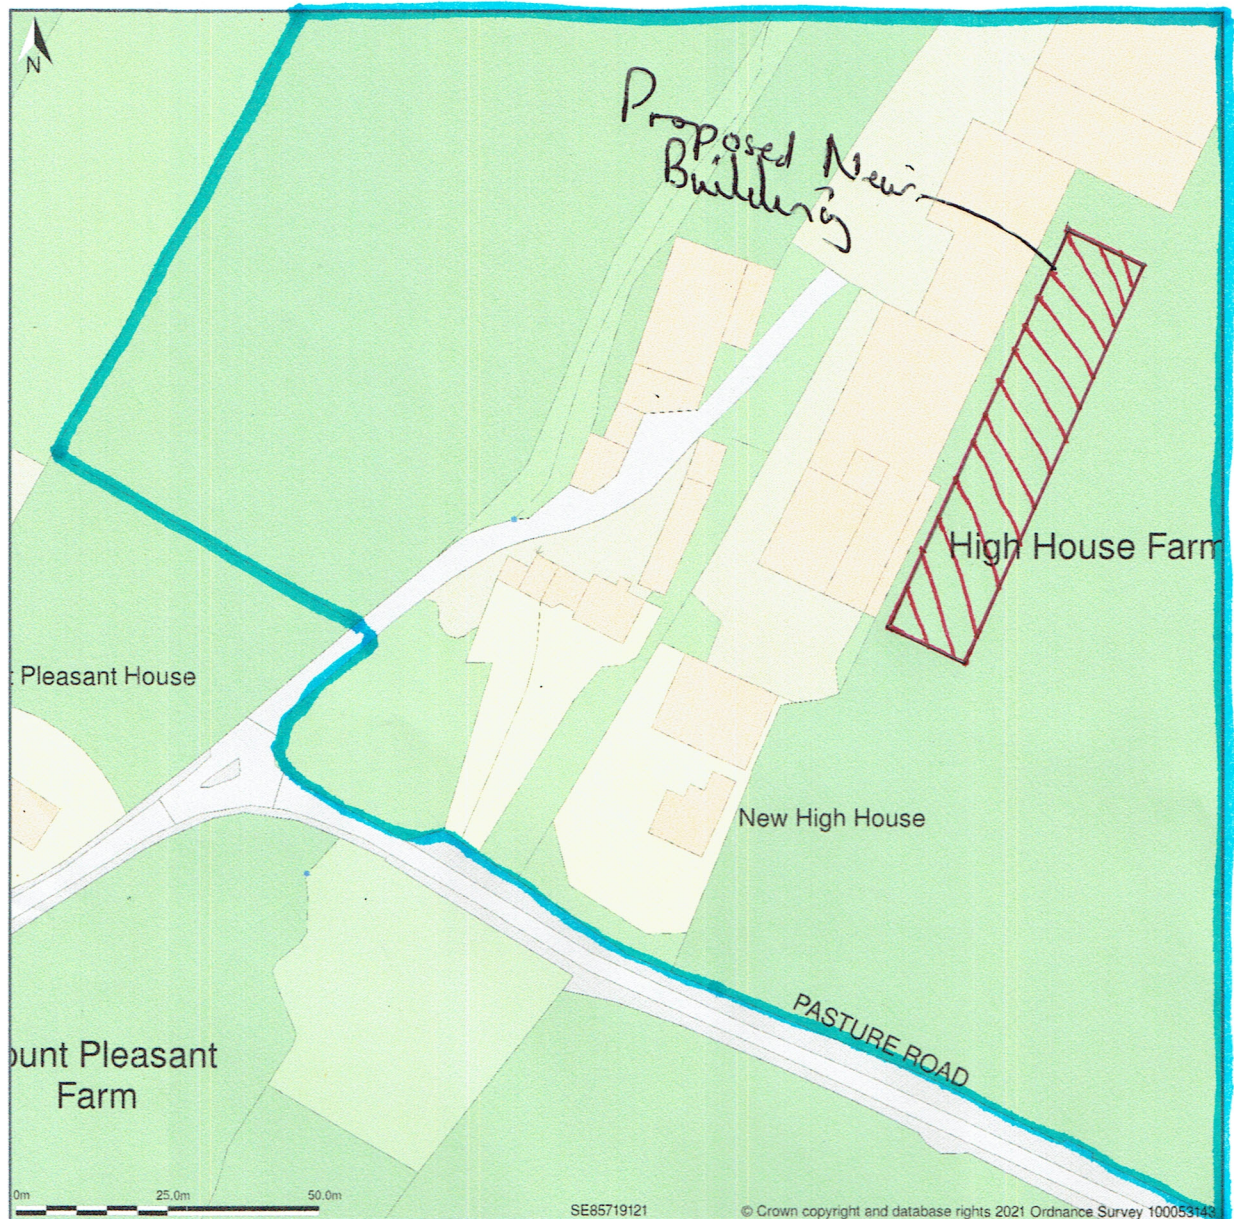 N
Proposed New
Building
High House Farm
t Pleasant House
New High House
PASTURE ROAD
ount Pleasant
Farm
0m 25.0m 50.0m
SE85719121
© Crown copyright and database rights 2021 Ordnance Survey 100053143